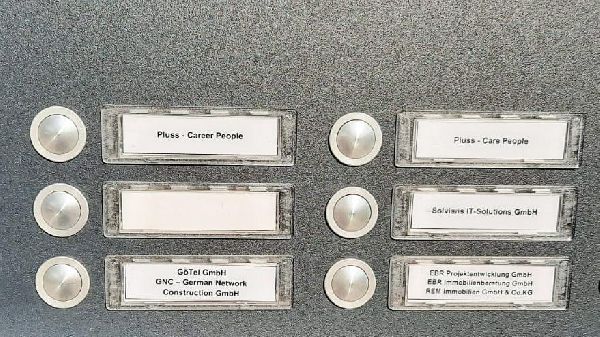 Pluss - Career People
Pluss - Care People
Solvians IT-Solutions GmbH
GöTel GmbH
GNC – German Network
Construction GmbH
EBR Projektentwicklung GmbH
EBR Immobilienberatung GmbH
REM Immobilien GmbH & Co.KG